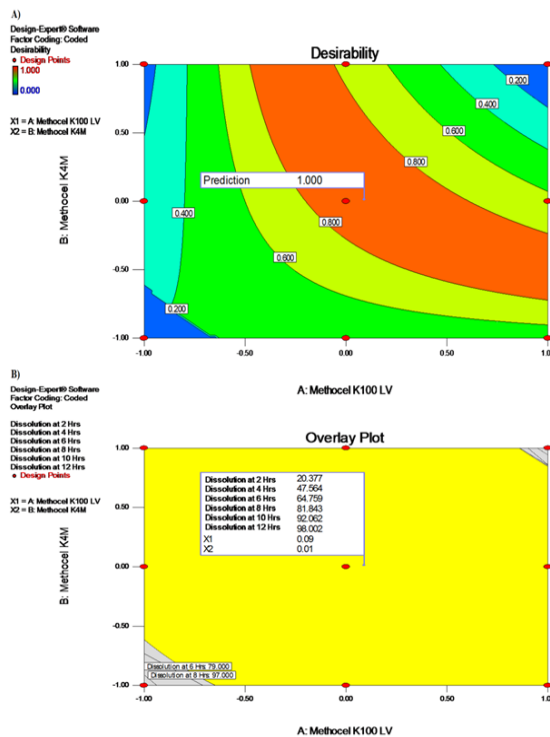 A)
Design-Expert® Software
Factor Coding: Coded
Desirability
Design Points
1.000
0.000
X1 = A: Methocel K100 LV
X2 = B: Methocel K4M
Desirability
B: Methocel K4M
1.00
0.50
0.00
-0.50
-1.00
0.200
0.400
0.600
0.800
Prediction 1.000
0.400
0.800
0.600
0.200
-1.00 -0.50 0.00 0.50 1.00
A: Methocel K100 LV
B)
Design-Expert® Software
Factor Coding: Coded
Overlay Plot
Dissolution at 2 Hrs
Dissolution at 4 Hrs
Dissolution at 6 Hrs
Dissolution at 8 Hrs
Dissolution at 10 Hrs
Dissolution at 12 Hrs
Design Points
X1 = A: Methocel K100 LV
X2 = B: Methocel K4M
Overlay Plot
B: Methocel K4M
1.00
0.50
0.00
-0.50
-1.00
Dissolution at 2 Hrs 20.377
Dissolution at 4 Hrs 47.564
Dissolution at 6 Hrs 64.759
Dissolution at 8 Hrs 81.843
Dissolution at 10 Hrs 92.062
Dissolution at 12 Hrs 98.002
X1 0.09
X2 0.01
Dissolution at 6 Hrs: 79.000
Dissolution at 8 Hrs: 97.000
-1.00 -0.50 0.00 0.50 1.00
A: Methocel K100 LV